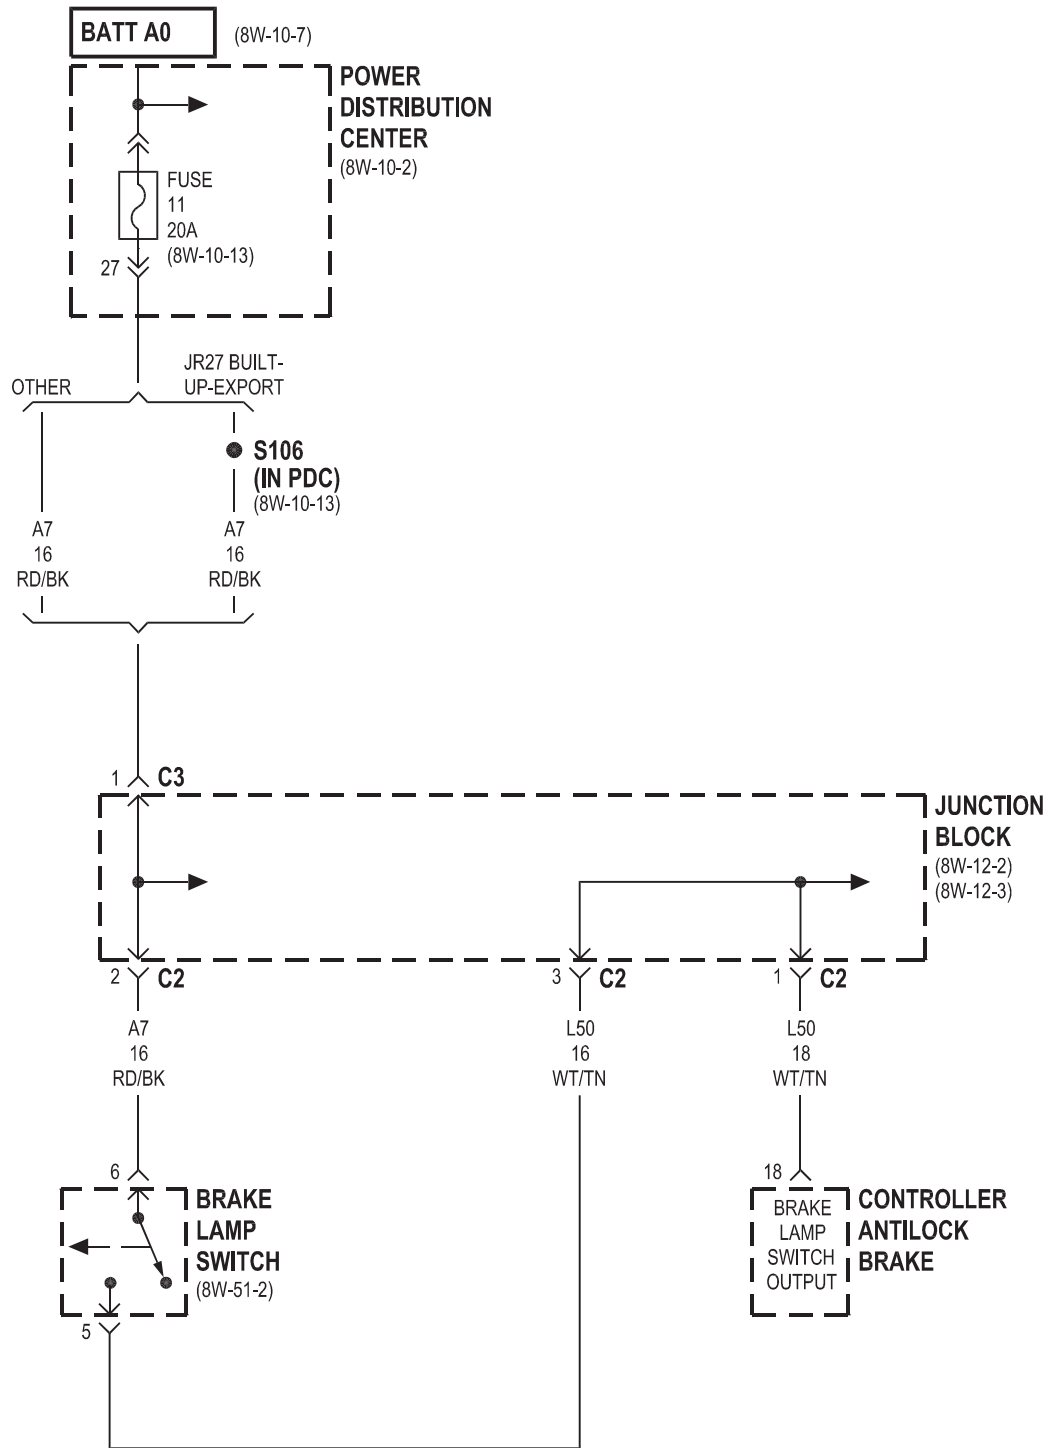 BATT A0
(8W-10-7)
POWER
DISTRIBUTION
CENTER
(8W-10-2)
FUSE
11
20A
(8W-10-13)
27
OTHER
JR27 BUILT-
UP-EXPORT
S106
(IN PDC)
(8W-10-13)
A7
16
RD/BK
A7
16
RD/BK
1
C3
JUNCTION
BLOCK
(8W-12-2)
(8W-12-3)
2
C2
3
C2
1
C2
A7
16
RD/BK
L50
16
WT/TN
L50
18
WT/TN
6
BRAKE
LAMP
SWITCH
(8W-51-2)
5
18
BRAKE
LAMP
SWITCH
OUTPUT
CONTROLLER
ANTILOCK
BRAKE